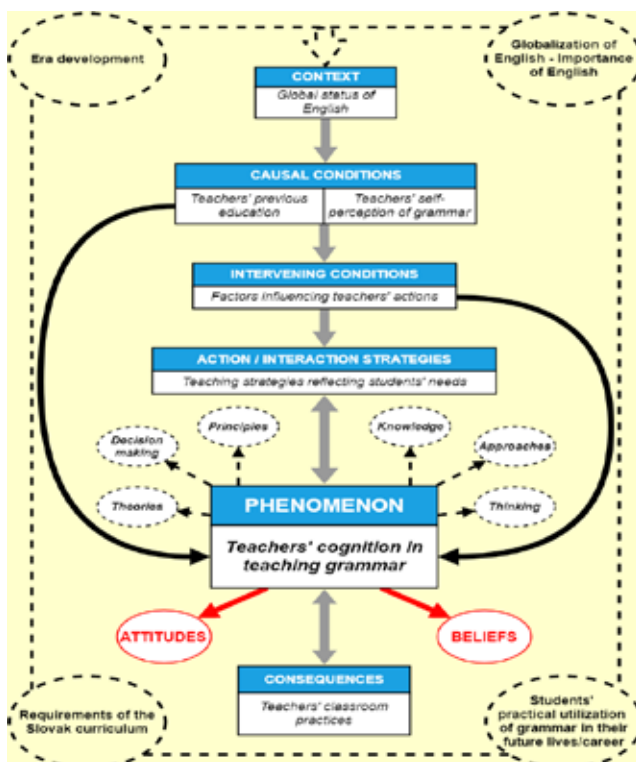 Era development
Globalization of
English - Importance
of English
CONTEXT
Global status of
English
CAUSAL CONDITIONS
Teachers' previous
education
Teachers' self-
perception of grammar
INTERVENING CONDITIONS
Factors influencing teachers' actions
ACTION / INTERACTION STRATEGIES
Teaching strategies reflecting students' needs
Principles
Knowledge
Decision
making
Approaches
Theories
Thinking
PHENOMENON
Teachers' cognition in
teaching grammar
ATTITUDES
BELIEFS
CONSEQUENCES
Teachers' classroom
practices
Requirements of the
Slovak curriculum
Students'
practical utilization
of grammar in their
future lives/career